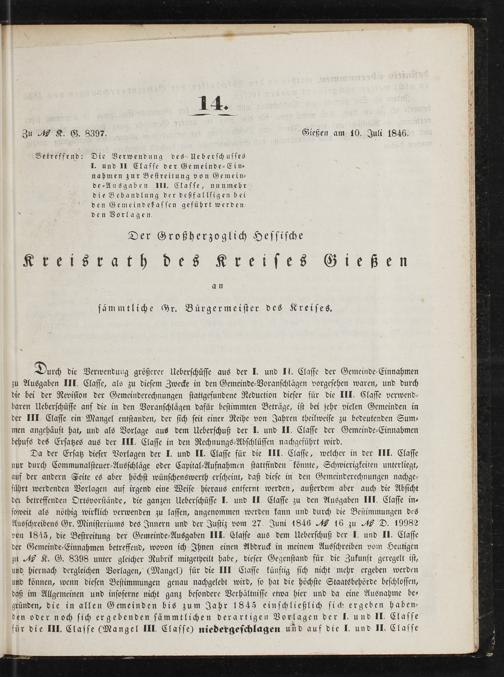 14.
Zu № K. G. 8397.
Gießen am 10. Juli 1846.
Betreffend: Die Verwendung des Ueberschusses
I. und II Classe der Gemeinde-Ein-
nahmen zur Bestreitung von Gemein-
de-Ausgaben III. Classe, nunmehr
die Behandlung der deßfallsigen bei
den Gemeindekassen geführt werden
den Vorlagen
Der Großherzoglich Hessische
Kreisrath des Kreises Gießen
an
sämmtliche Gr. Bürgermeister des Kreises.
Durch die Verwendung größerer Ueberschüsse aus der I. und II. Classe der Gemeinde-Einnahmen
zu Ausgaben III. Classe, als zu diesem Zwecke in den Gemeinde-Voranschlägen vorgesehen waren, und durch
die bei der Revision der Gemeinderechnungen stattgefundene Reduction dieser für die III. Classe verwend-
baren Ueberschüsse auf die in den Voranschlägen dafür bestimmten Beträge, ist bei sehr vielen Gemeinden in
der III Classe ein Mangel entstanden, der sich seit einer Reihe von Jahren theilweise zu bedeutenden Sum-
men angehäuft hat, und als Vorlage aus dem Ueberschuß der I. und II. Classe der Gemeinde-Einnahmen
behufs des Ersatzes aus der III. Classe in den Rechnungs-Abschlüssen nachgeführt wird.
Da der Ersatz dieser Vorlagen der I. und II. Classe für die III. Classe, welcher in der III. Classe
nur durch Communalsteuer-Ausschläge oder Capital-Aufnahmen stattfinden könnte, Schwierigkeiten unterliegt,
auf der andern Seite es aber höchst wünschenswerth erscheint, daß diese in den Gemeinderechnungen nachge-
führt werdenden Vorlagen auf irgend eine Weise hieraus entfernt werden, außerdem aber auch die Absicht
der betreffenden Ortsvorstände, die ganzen Ueberschüsse I. und II. Classe zu den Ausgaben III. Classe in-
soweit als nöthig wirklich verwenden zu lassen, angenommen werden kann und durch die Bestimmungen des
Ausschreibens Gr. Ministeriums des Innern und der Justiz vom 27 Juni 1846 № 16 zu № D. 19982
von 1845, die Bestreitung der Gemeinde-Ausgaben III. Classe aus dem Ueberschuß der I. und II. Classe
der Gemeinde-Einnahmen betreffend, wovon ich Ihnen einen Abdruck in meinem Ausschreiben vom Heutigen
zu № K. G. 8398 unter gleicher Rubrik mitgetheilt habe, dieser Gegenstand für die Zukunft geregelt ist,
und hiernach dergleichen Vorlagen, (Mangel) für die III Classe künftig sich nicht mehr ergeben werden
und können, wenn diesen Bestimmungen genau nachgelebt wird, so hat die höchste Staatsbehörde beschlossen,
daß im Allgemeinen und insoferne nicht ganz besondere Verhältnisse etwa hier und da eine Ausnahme be-
gründen, die in allen Gemeinden bis zum Jahr 1845 einschließlich sich ergeben haben-
den oder noch sich ergebenden sämmtlichen derartigen Vorlagen der I. und II Classe
für die III. Classe (Mangel III. Classe) niedergeschlagen und auf die I. und II. Classe